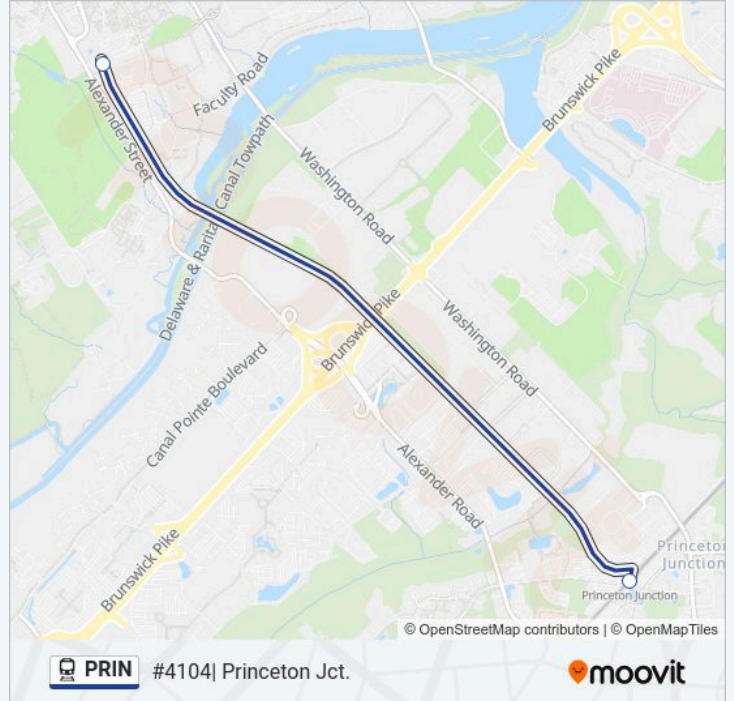 Faculty Road
Alexander Street
Brunswick Pike
Delaware & Raritan Canal Towpath
Washington Road
Brunswick Pike
Washington Road
Canal Pointe Boulevard
Alexander Road
Brunswick Pike
Princeton
Junction
Princeton Junction
© OpenStreetMap contributors | © OpenMapTiles
PRIN #4104| Princeton Jct.
moovit